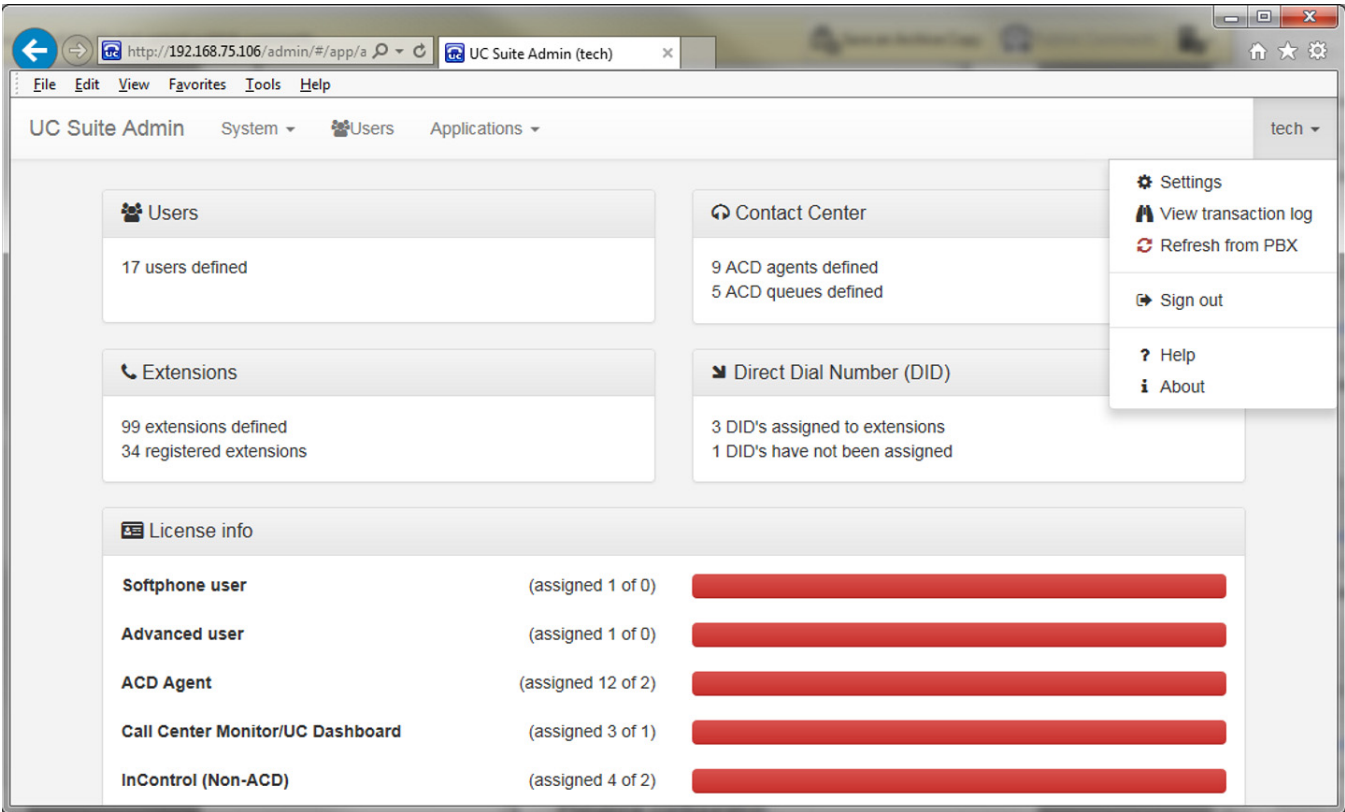 http://192.168.75.106/admin/#/app/a
UC Suite Admin (tech)
File Edit View Favorites Tools Help
UC Suite Admin System Users Applications tech
Settings
View transaction log
Refresh from PBX
Sign out
Help
About
Users
17 users defined
Contact Center
9 ACD agents defined
5 ACD queues defined
Extensions
99 extensions defined
34 registered extensions
Direct Dial Number (DID)
3 DID's assigned to extensions
1 DID's have not been assigned
License info
Softphone user (assigned 1 of 0)
Advanced user (assigned 1 of 0)
ACD Agent (assigned 12 of 2)
Call Center Monitor/UC Dashboard (assigned 3 of 1)
InControl (Non-ACD) (assigned 4 of 2)